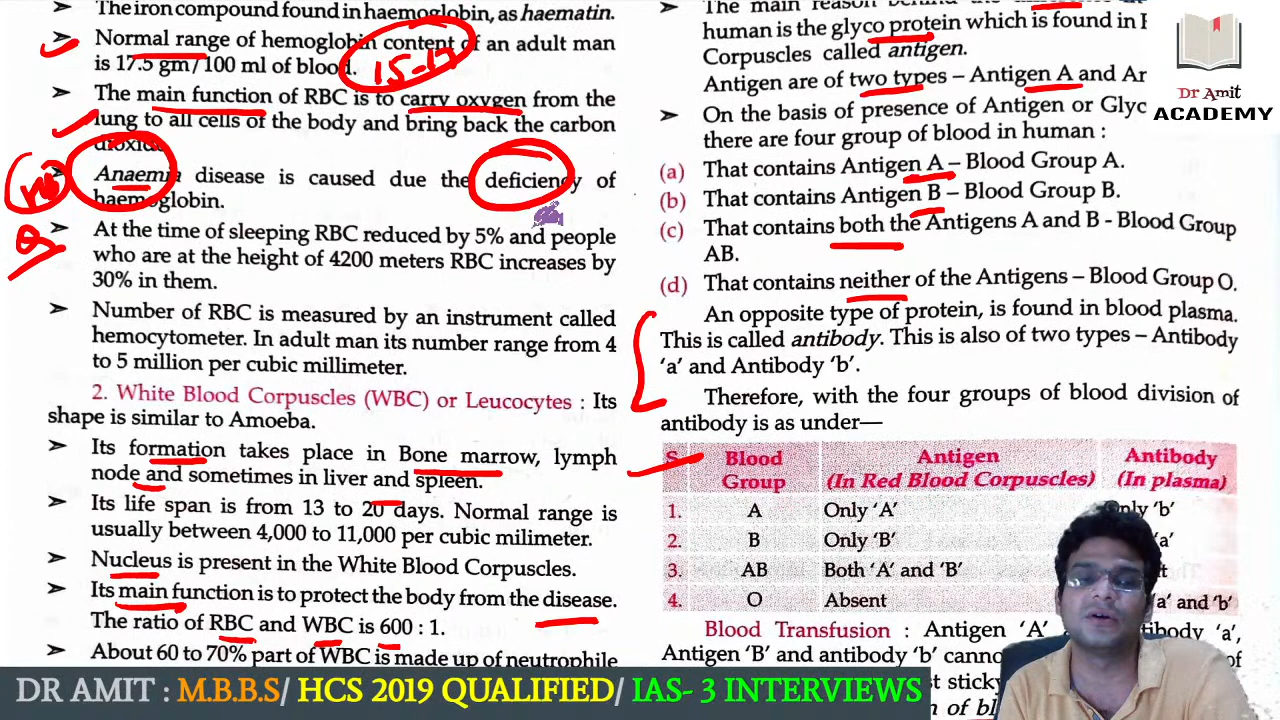 The iron compound found in haemoglobin, as haematin.
➤ Normal range of hemoglobin content of an adult man
is 17.5 gm/100 ml of blood.
15-17
➤ The main function of RBC is to carry oxygen from the
lung to all cells of the body and bring back the carbon
dioxide
Anaemia disease is caused due the deficiency of
haemoglobin.
➤ At the time of sleeping RBC reduced by 5% and people
who are at the height of 4200 meters RBC increases by
30% in them.
➤ Number of RBC is measured by an instrument called
hemocytometer. In adult man its number range from 4
to 5 million per cubic millimeter.
2. White Blood Corpuscles (WBC) or Leucocytes : Its
shape is similar to Amoeba.
➤ Its formation takes place in Bone marrow, lymph
node and sometimes in liver and spleen.
➤ Its life span is from 13 to 20 days. Normal range is
usually between 4,000 to 11,000 per cubic milimeter.
➤ Nucleus is present in the White Blood Corpuscles.
➤ Its main function is to protect the body from the disease.
The ratio of RBC and WBC is 600 : 1.
➤ About 60 to 70% part of WBC is made up of neutrophile
➤ The main reason behind the
human is the glyco protein which is found in
Corpuscles called antigen.
Antigen are of two types – Antigen A and
➤ On the basis of presence of Antigen or
there are four group of blood in human :
(a) That contains Antigen A – Blood Group A.
(b) That contains Antigen B – Blood Group B.
(c) That contains both the Antigens A and B - Blood Group
AB.
(d) That contains neither of the Antigens – Blood Group O.
An opposite type of protein, is found in blood plasma.
This is called antibody. This is also of two types – Antibody
'a' and Antibody 'b'.
Therefore, with the four groups of blood division of
antibody is as under—
S. Blood Group Antigen (In Red Blood Corpuscles) Antibody (In plasma)
1. A Only 'A' Only 'b'
2. B Only 'B' 'a'
3. AB Both 'A' and 'B'
4. O Absent 'a' and 'b'
Blood Transfusion : Antigen 'A' 'a',
Antigen 'B' and antibody 'b' of
Dr Amit
ACADEMY
DR AMIT : M.B.B.S/ HCS 2019 QUALIFIED/ IAS- 3 INTERVIEWS